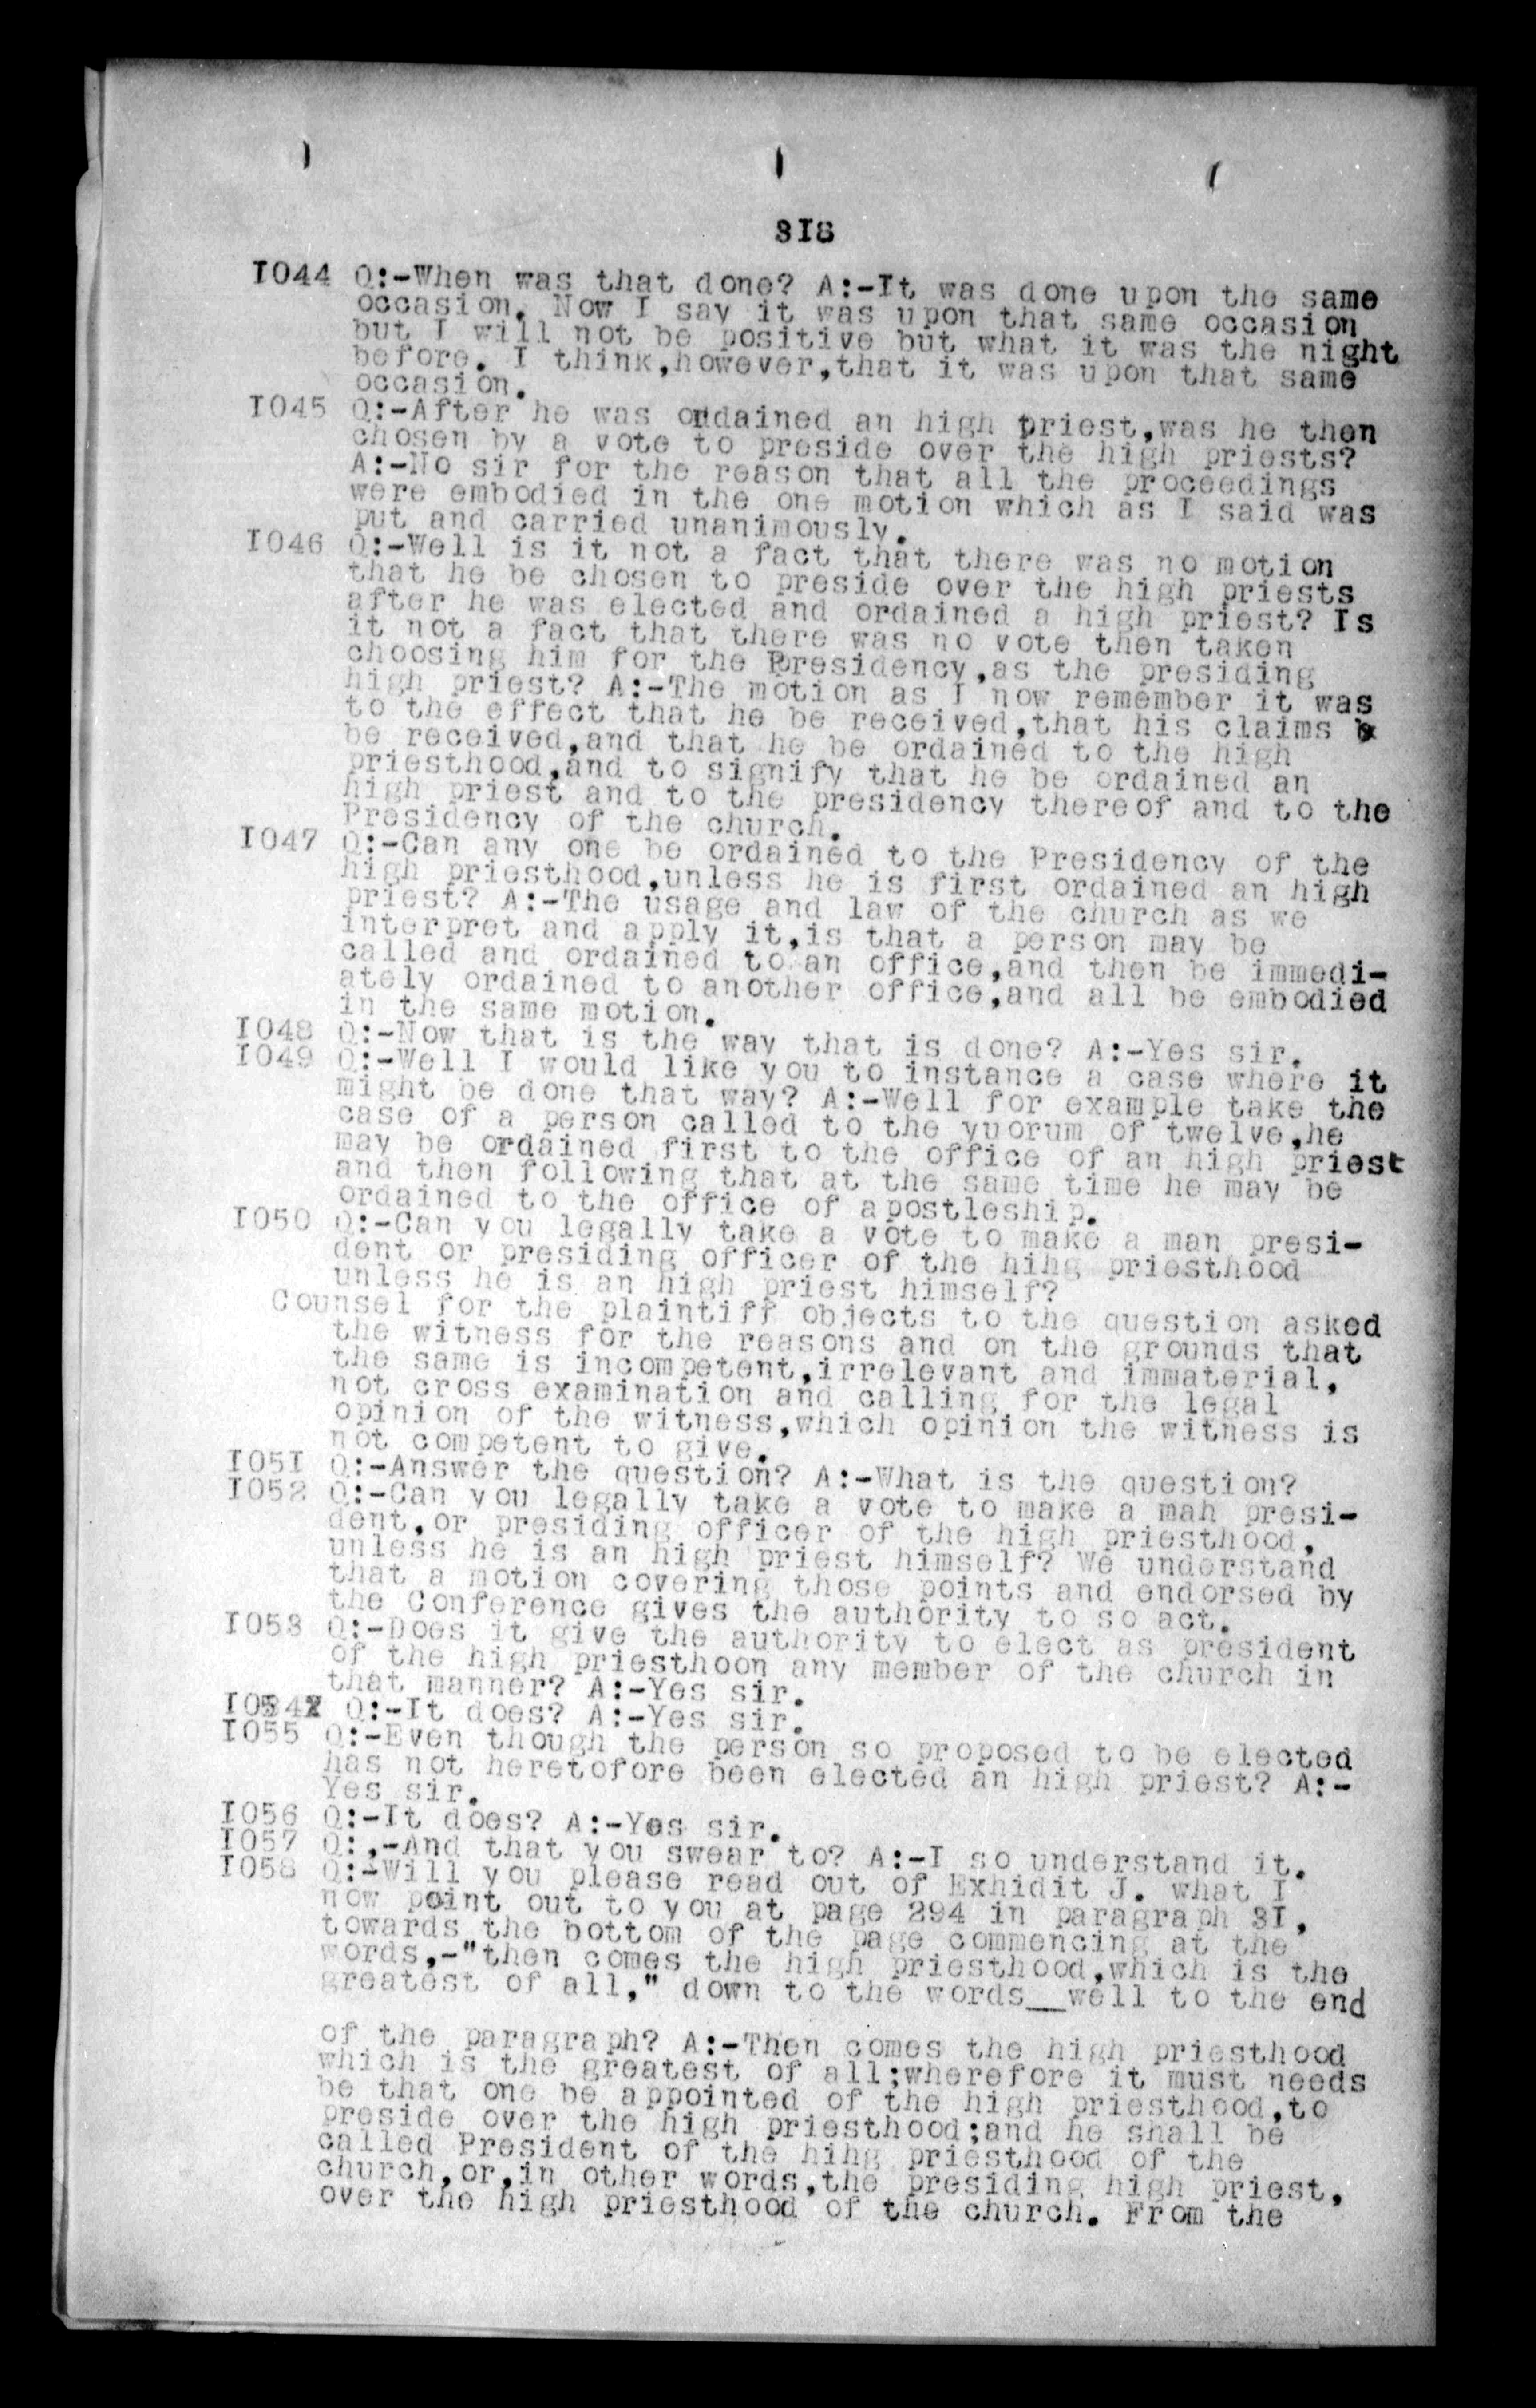 318
1044 Q:-When was that done? A:-It was done upon the same
occasion. Now I say it was upon that same occasion
but I will not be positive but what it was the night
before. I think,however,that it was upon that same
occasion.
1045 Q:-After he was ordained an high priest,was he then
chosen by a vote to preside over the high priests?
A:-No sir for the reason that all the proceedings
were embodied in the one motion which as I said was
put and carried unanimously.
1046 Q:-Well is it not a fact that there was no motion
that he be chosen to preside over the high priests
after he was elected and ordained a high priest? Is
it not a fact that there was no vote then taken
choosing him for the Presidency,as the presiding
high priest? A:-The motion as I now remember it was
to the effect that he be received,that his claims
be received,and that he be ordained to the high
priesthood,and to signify that he be ordained an
high priest and to the presidency thereof and to the
Presidency of the church.
1047 Q:-Can any one be ordained to the Presidency of the
high priesthood,unless he is first ordained an high
priest? A:-The usage and law of the church as we
interpret and apply it,is that a person may be
called and ordained to an office,and then be immedi-
ately ordained to another office,and all be embodied
in the same motion.
1048 Q:-Now that is the way that is done? A:-Yes sir.
1049 Q:-Well I would like you to instance a case where it
might be done that way? A:-Well for example take the
case of a person called to the yuorum of twelve,he
may be ordained first to the office of an high priest
and then following that at the same time he may be
ordained to the office of apostleship.
1050 Q:-Can you legally take a vote to make a man presi-
dent or presiding officer of the hihg priesthood
unless he is an high priest himself?
Counsel for the plaintiff objects to the question asked
the witness for the reasons and on the grounds that
the same is incompetent,irrelevant and immaterial,
not cross examination and calling for the legal
opinion of the witness,which opinion the witness is
not competent to give.
1051 Q:-Answer the question? A:-What is the question?
1052 Q:-Can you legally take a vote to make a mah presi-
dent,or presiding officer of the high priesthood,
unless he is an high priest himself? We understand
that a motion covering those points and endorsed by
the Conference gives the authority to so act.
1053 Q:-Does it give the authority to elect as president
of the high priesthoon any member of the church in
that manner? A:-Yes sir.
1054 Q:-It does? A:-Yes sir.
1055 Q:-Even though the person so proposed to be elected
has not heretofore been elected an high priest? A:-
Yes sir.
1056 Q:-It does? A:-Yes sir.
1057 Q:,-And that you swear to? A:-I so understand it.
1058 Q:-Will you please read out of Exhidit J. what I
now point out to you at page 294 in paragraph 31,
towards the bottom of the page commencing at the
words,-"then comes the high priesthood,which is the
greatest of all," down to the words__well to the end
of the paragraph? A:-Then comes the high priesthood
which is the greatest of all;wherefore it must needs
be that one be appointed of the high priesthood,to
preside over the high priesthood;and he shall be
called President of the hihg priesthood of the
church,or,in other words,the presiding high priest,
over the high priesthood of the church. From the